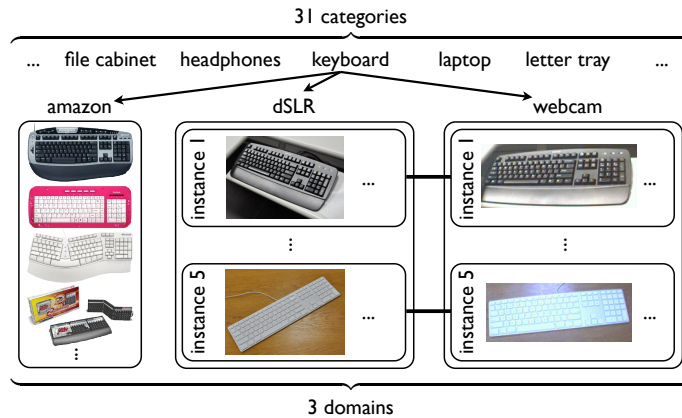 31 categories
... file cabinet headphones keyboard laptop letter tray ...
amazon dSLR webcam
instance 1 ... instance 1 ...
...
...
instance 5 ... instance 5 ...
...
3 domains